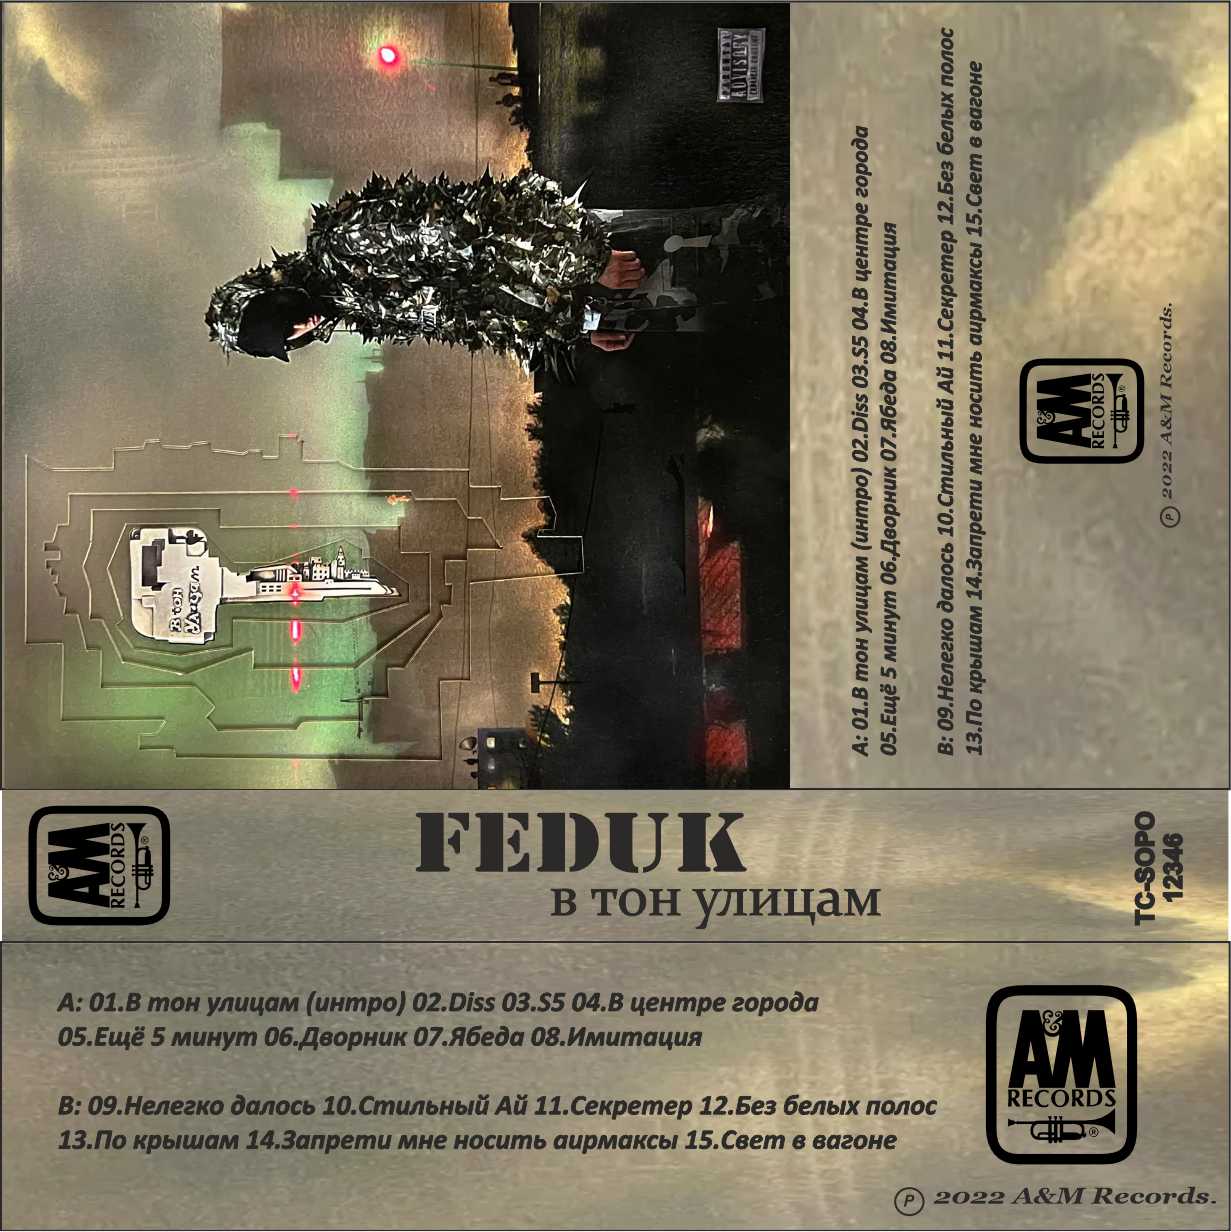 PARENTAL
ADVISORY
EXPLICIT CONTENT
В тон
улицам
A: 01.В тон улицам (интро) 02.Diss 03.S5 04.В центре города
05.Ещё 5 минут 06.Дворник 07.Ябеда 08.Имитация
B: 09.Нелегко далось 10.Стильный Ай 11.Секретер 12.Без белых полос
13.По крышам 14.Запрети мне носить аирмаксы 15.Свет в вагоне
A&M
RECORDS
®
℗ 2022 A&M Records.
A&M
RECORDS
®
FEDUK
в тон улицам
TC-SOPO
12346
A: 01.В тон улицам (интро) 02.Diss 03.S5 04.В центре города
05.Ещё 5 минут 06.Дворник 07.Ябеда 08.Имитация
B: 09.Нелегко далось 10.Стильный Ай 11.Секретер 12.Без белых полос
13.По крышам 14.Запрети мне носить аирмаксы 15.Свет в вагоне
A&M
RECORDS
®
℗ 2022 A&M Records.